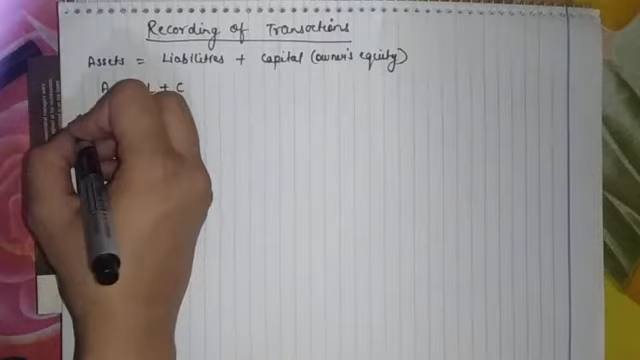 Recording of Transactions
Assets = Liabilities + Capital (owner's equity)
A L + C